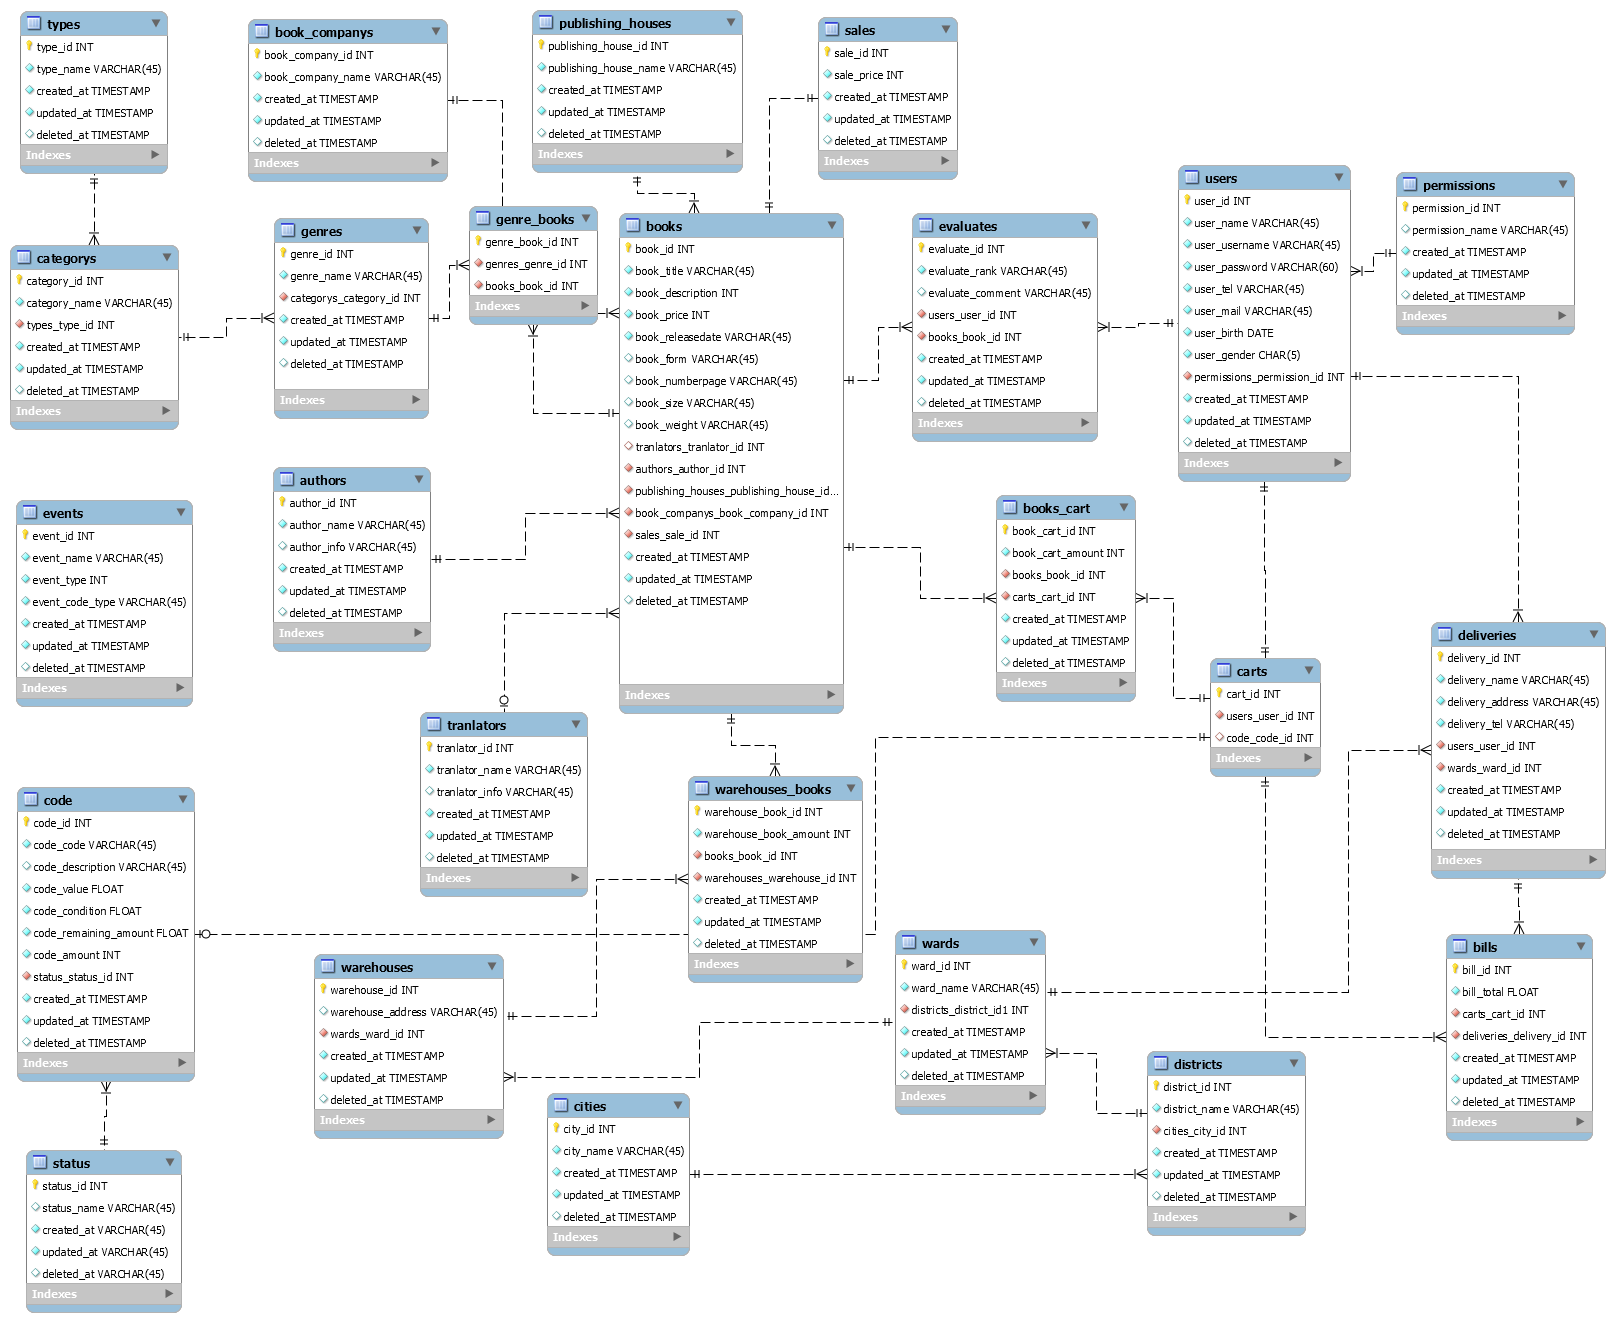 types
type_id INT
type_name VARCHAR(45)
created_at TIMESTAMP
updated_at TIMESTAMP
deleted_at TIMESTAMP
Indexes
book_companys
book_company_id INT
book_company_name VARCHAR(45)
created_at TIMESTAMP
updated_at TIMESTAMP
deleted_at TIMESTAMP
Indexes
publishing_houses
publishing_house_id INT
publishing_house_name VARCHAR(45)
created_at TIMESTAMP
updated_at TIMESTAMP
deleted_at TIMESTAMP
Indexes
sales
sale_id INT
sale_price INT
created_at TIMESTAMP
updated_at TIMESTAMP
deleted_at TIMESTAMP
Indexes
users
user_id INT
user_name VARCHAR(45)
user_username VARCHAR(45)
user_password VARCHAR(60)
user_tel VARCHAR(45)
user_mail VARCHAR(45)
user_birth DATE
user_gender CHAR(5)
permissions_permission_id INT
created_at TIMESTAMP
updated_at TIMESTAMP
deleted_at TIMESTAMP
Indexes
permissions
permission_id INT
permission_name VARCHAR(45)
created_at TIMESTAMP
updated_at TIMESTAMP
deleted_at TIMESTAMP
Indexes
categorys
category_id INT
category_name VARCHAR(45)
types_type_id INT
created_at TIMESTAMP
updated_at TIMESTAMP
deleted_at TIMESTAMP
Indexes
genres
genre_id INT
genre_name VARCHAR(45)
categorys_category_id INT
created_at TIMESTAMP
updated_at TIMESTAMP
deleted_at TIMESTAMP
Indexes
genre_books
genre_book_id INT
genres_genre_id INT
books_book_id INT
Indexes
books
book_id INT
book_title VARCHAR(45)
book_description INT
book_price INT
book_releasedate VARCHAR(45)
book_form VARCHAR(45)
book_numberpage VARCHAR(45)
book_size VARCHAR(45)
book_weight VARCHAR(45)
tranlators_tranlator_id INT
authors_author_id INT
publishing_houses_publishing_house_id...
book_companys_book_company_id INT
sales_sale_id INT
created_at TIMESTAMP
updated_at TIMESTAMP
deleted_at TIMESTAMP
Indexes
evaluates
evaluate_id INT
evaluate_rank VARCHAR(45)
evaluate_comment VARCHAR(45)
users_user_id INT
books_book_id INT
created_at TIMESTAMP
updated_at TIMESTAMP
deleted_at TIMESTAMP
Indexes
events
event_id INT
event_name VARCHAR(45)
event_type INT
event_code_type VARCHAR(45)
created_at TIMESTAMP
updated_at TIMESTAMP
deleted_at TIMESTAMP
Indexes
authors
author_id INT
author_name VARCHAR(45)
author_info VARCHAR(45)
created_at TIMESTAMP
updated_at TIMESTAMP
deleted_at TIMESTAMP
Indexes
books_cart
book_cart_id INT
book_cart_amount INT
books_book_id INT
carts_cart_id INT
created_at TIMESTAMP
updated_at TIMESTAMP
deleted_at TIMESTAMP
Indexes
carts
cart_id INT
users_user_id INT
code_code_id INT
Indexes
deliveries
delivery_id INT
delivery_name VARCHAR(45)
delivery_address VARCHAR(45)
delivery_tel VARCHAR(45)
users_user_id INT
wards_ward_id INT
created_at TIMESTAMP
updated_at TIMESTAMP
deleted_at TIMESTAMP
Indexes
tranlators
tranlator_id INT
tranlator_name VARCHAR(45)
tranlator_info VARCHAR(45)
created_at TIMESTAMP
updated_at TIMESTAMP
deleted_at TIMESTAMP
Indexes
warehouses_books
warehouse_book_id INT
warehouse_book_amount INT
books_book_id INT
warehouses_warehouse_id INT
created_at TIMESTAMP
updated_at TIMESTAMP
deleted_at TIMESTAMP
Indexes
code
code_id INT
code_code VARCHAR(45)
code_description VARCHAR(45)
code_value FLOAT
code_condition FLOAT
code_remaining_amount FLOAT
code_amount INT
status_status_id INT
created_at TIMESTAMP
updated_at TIMESTAMP
deleted_at TIMESTAMP
Indexes
warehouses
warehouse_id INT
warehouse_address VARCHAR(45)
wards_ward_id INT
created_at TIMESTAMP
updated_at TIMESTAMP
deleted_at TIMESTAMP
Indexes
wards
ward_id INT
ward_name VARCHAR(45)
districts_district_id1 INT
created_at TIMESTAMP
updated_at TIMESTAMP
deleted_at TIMESTAMP
Indexes
bills
bill_id INT
bill_total FLOAT
carts_cart_id INT
deliveries_delivery_id INT
created_at TIMESTAMP
updated_at TIMESTAMP
deleted_at TIMESTAMP
Indexes
districts
district_id INT
district_name VARCHAR(45)
cities_city_id INT
created_at TIMESTAMP
updated_at TIMESTAMP
deleted_at TIMESTAMP
Indexes
cities
city_id INT
city_name VARCHAR(45)
created_at TIMESTAMP
updated_at TIMESTAMP
deleted_at TIMESTAMP
Indexes
status
status_id INT
status_name VARCHAR(45)
created_at VARCHAR(45)
updated_at VARCHAR(45)
deleted_at VARCHAR(45)
Indexes